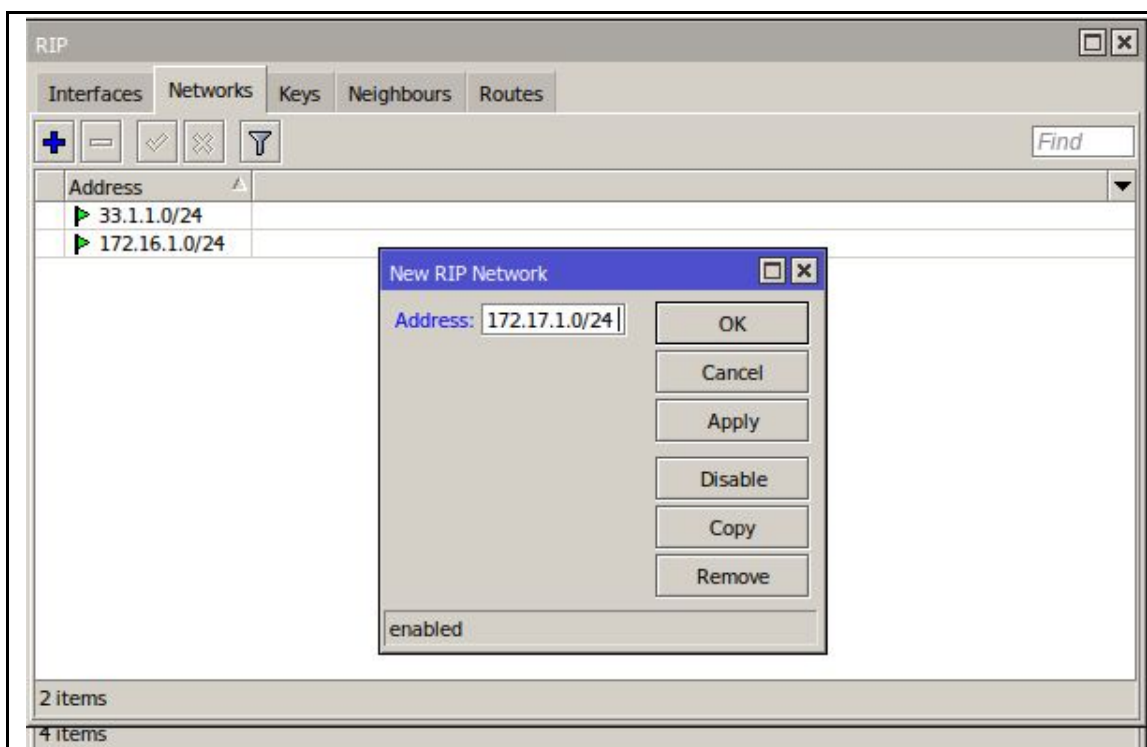 RIP
Interfaces Networks Keys Neighbours Routes
Find
Address
33.1.1.0/24
172.16.1.0/24
New RIP Network
Address: 172.17.1.0/24
OK
Cancel
Apply
Disable
Copy
Remove
enabled
2 items
4 items